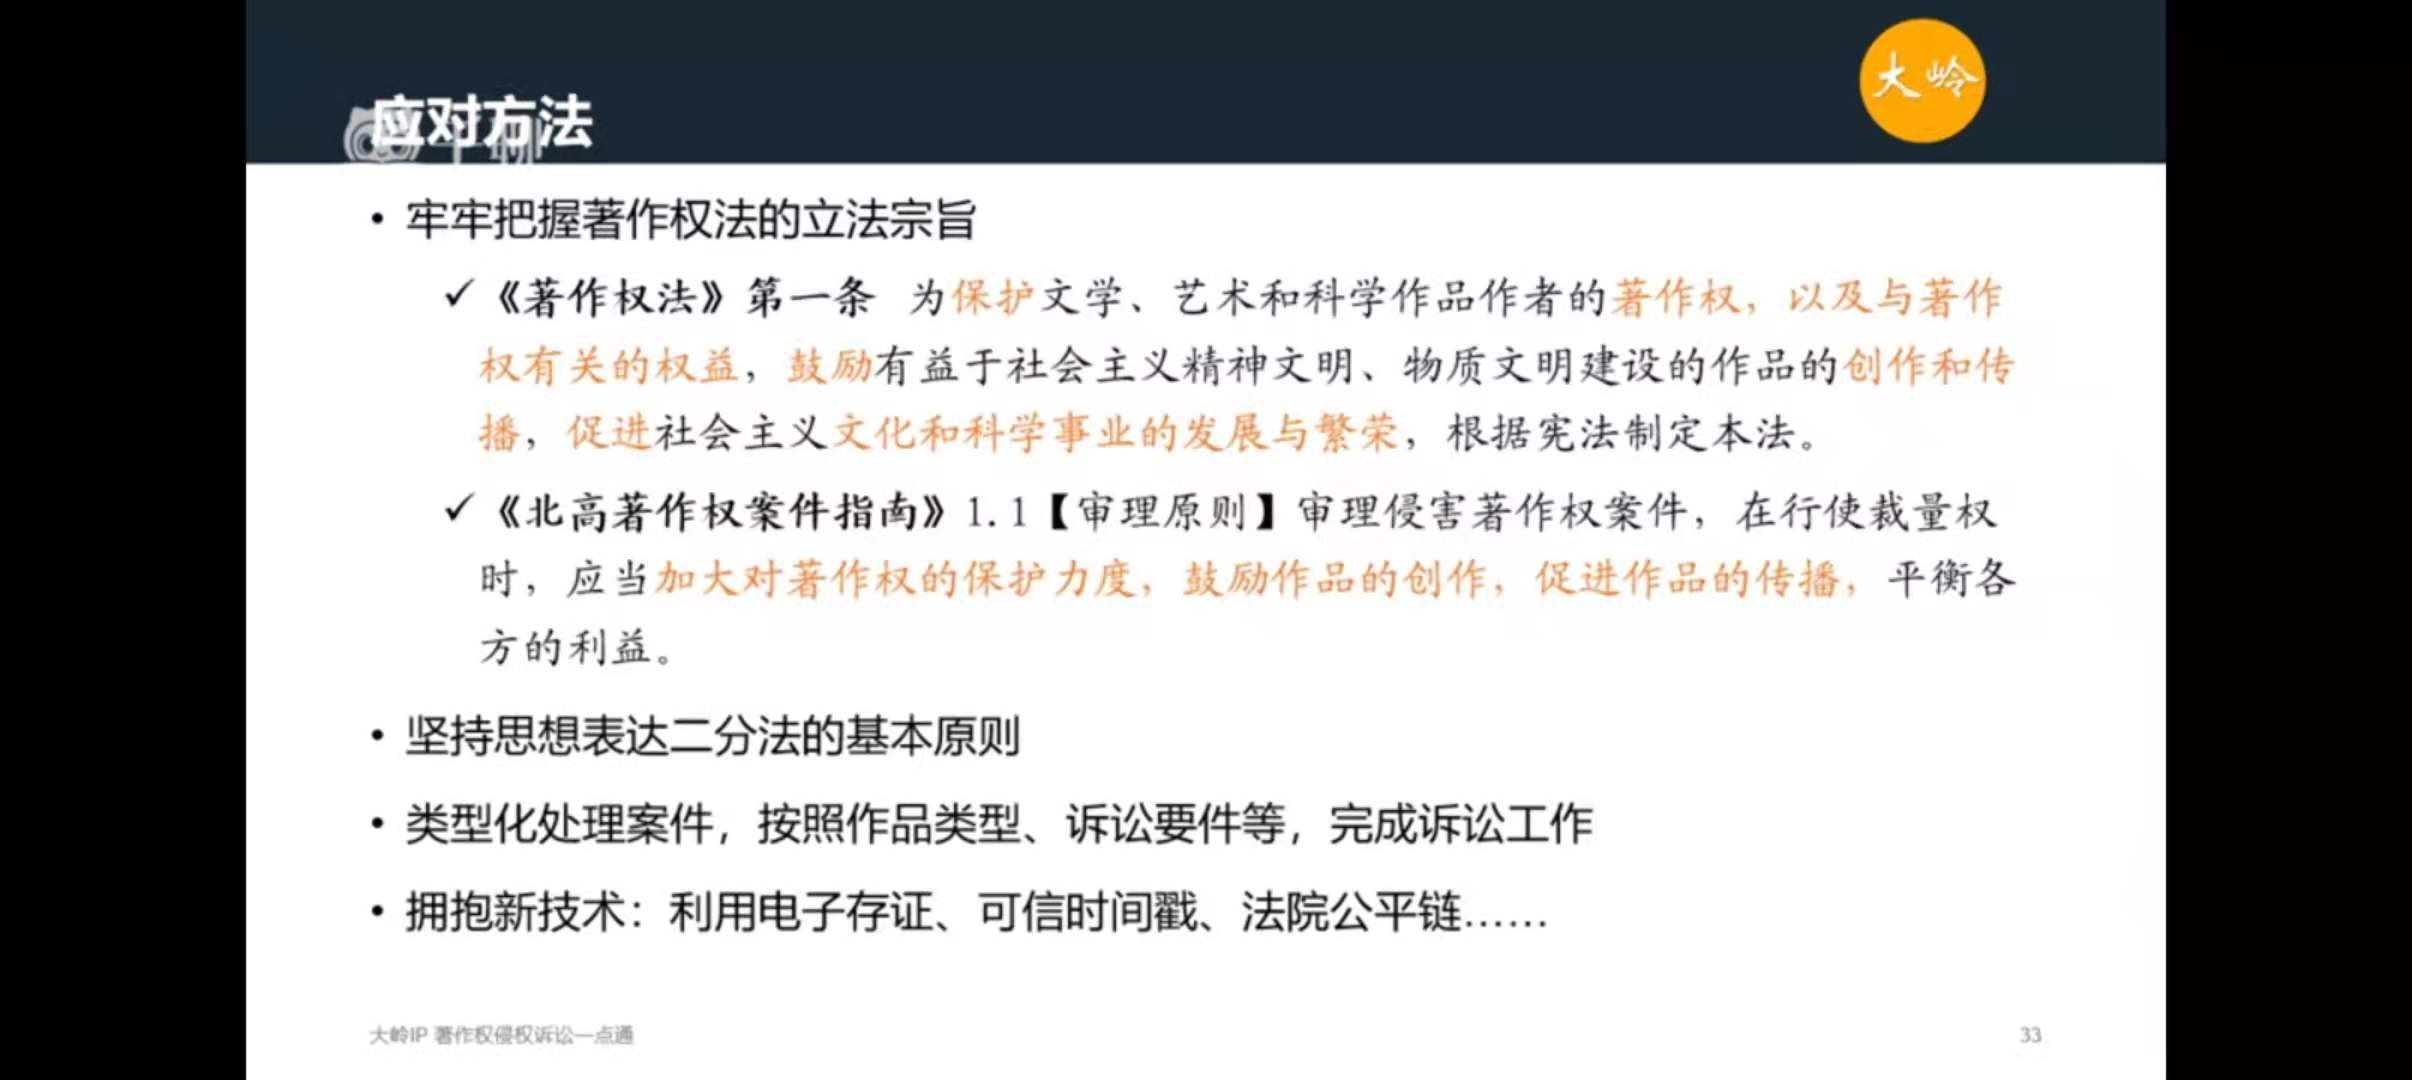 大岭
应对方法
• 牢牢把握著作权法的立法宗旨
✓《著作权法》第一条 为保护文学、艺术和科学作品作者的著作权，以及与著作
权有关的权益，鼓励有益于社会主义精神文明、物质文明建设的作品的创作和传
播，促进社会主义文化和科学事业的发展与繁荣，根据宪法制定本法。
✓《北高著作权案件指南》1.1【审理原则】审理侵害著作权案件，在行使裁量权
时，应当加大对著作权的保护力度，鼓励作品的创作，促进作品的传播，平衡各
方的利益。
• 坚持思想表达二分法的基本原则
• 类型化处理案件，按照作品类型、诉讼要件等，完成诉讼工作
• 拥抱新技术：利用电子存证、可信时间戳、法院公平链……
大岭IP 著作权侵权诉讼一点通
33